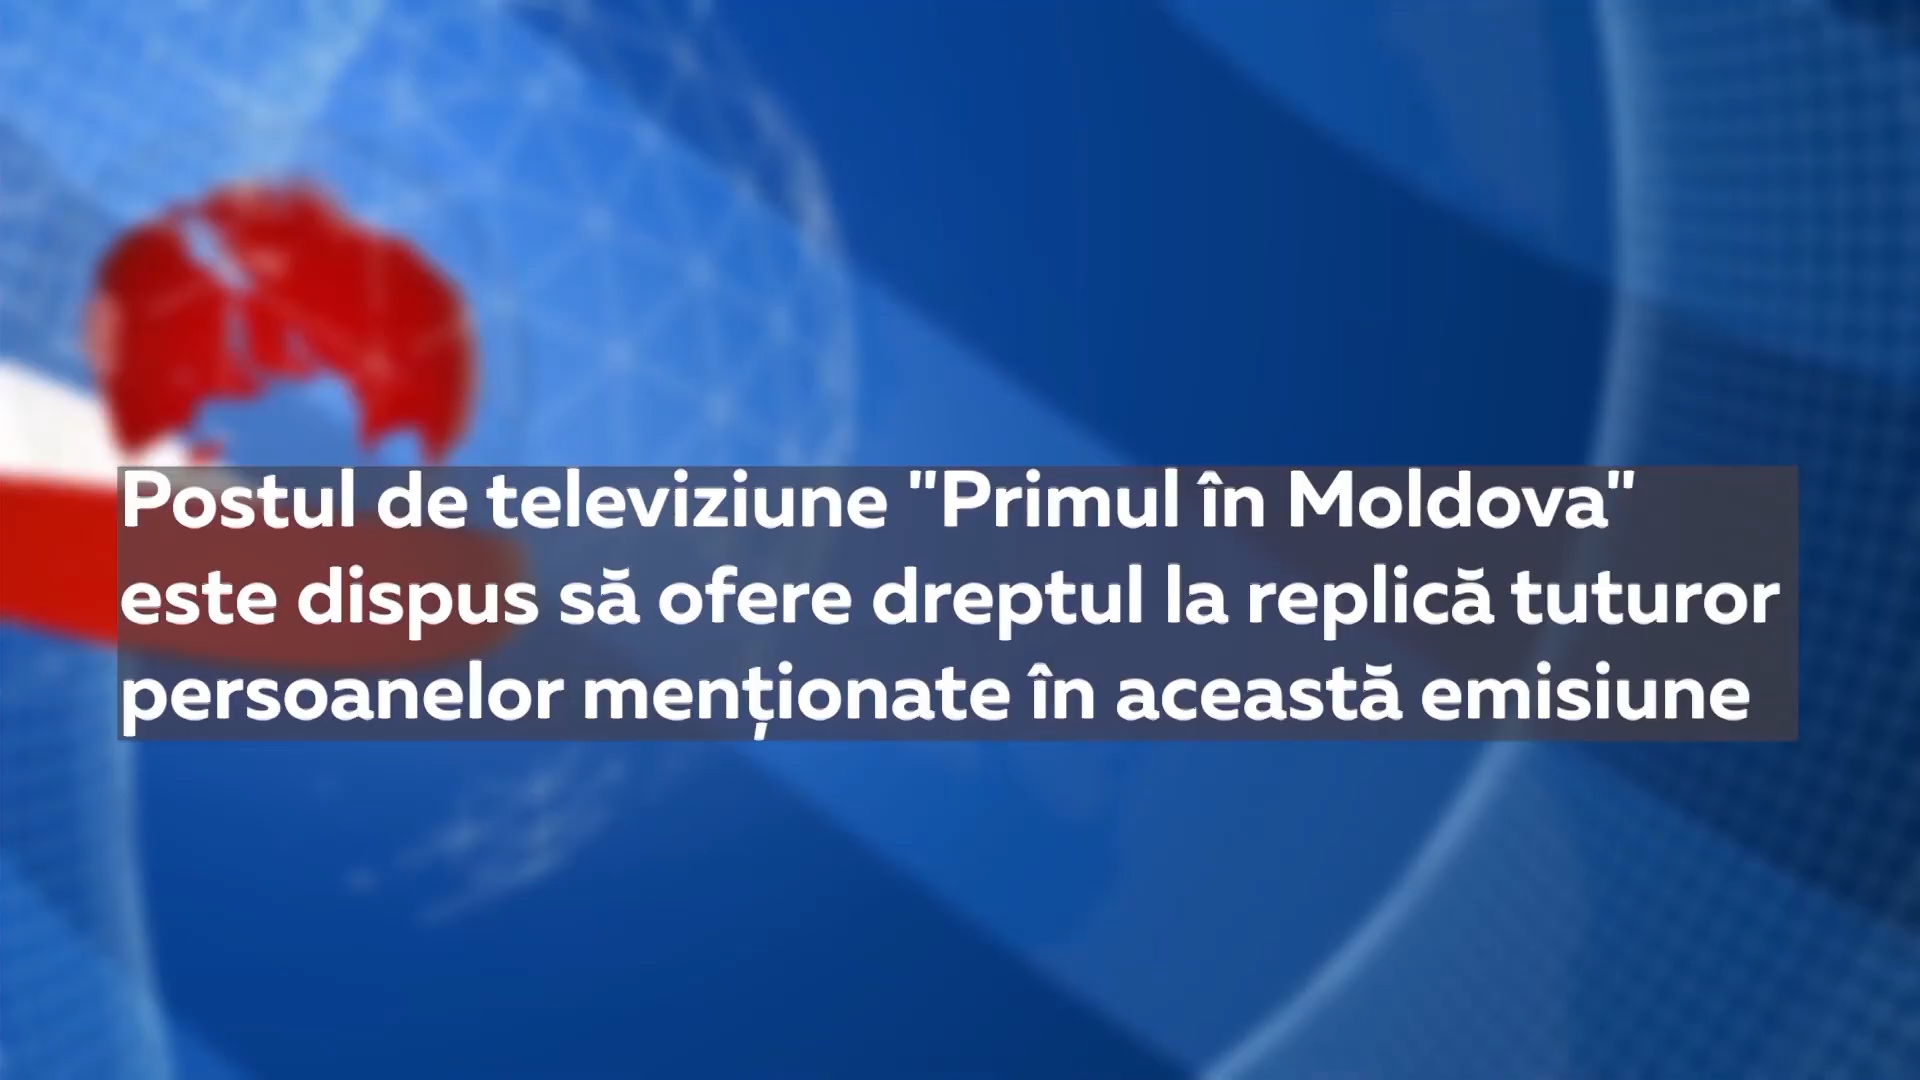 Postul de televiziune "Primul în Moldova"
este dispus să ofere dreptul la replică tuturor
persoanelor menționate în această emisiune